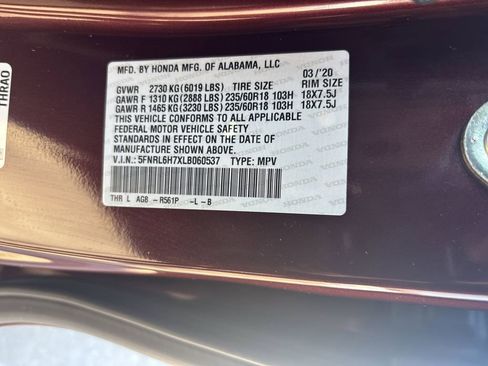 MFD. BY HONDA MFG. OF ALABAMA, LLC
03/'20
GVWR 2730 KG(6019 LBS) TIRE SIZE RIM SIZE
GAWR F 1310 KG(2888 LBS) 235/60R18 103H 18X7.5J
GAWR R 1465 KG(3230 LBS) 235/60R18 103H 18X7.5J
THIS VEHICLE CONFORMS TO ALL APPLICABLE
FEDERAL MOTOR VEHICLE SAFETY
STANDARDS IN EFFECT ON THE DATE
OF MANUFACTURE SHOWN ABOVE.
V.I.N.: 5FNRL6H7XLB060537 TYPE: MPV
THR L AGB - R561P -L-B
THRAO
HONDA